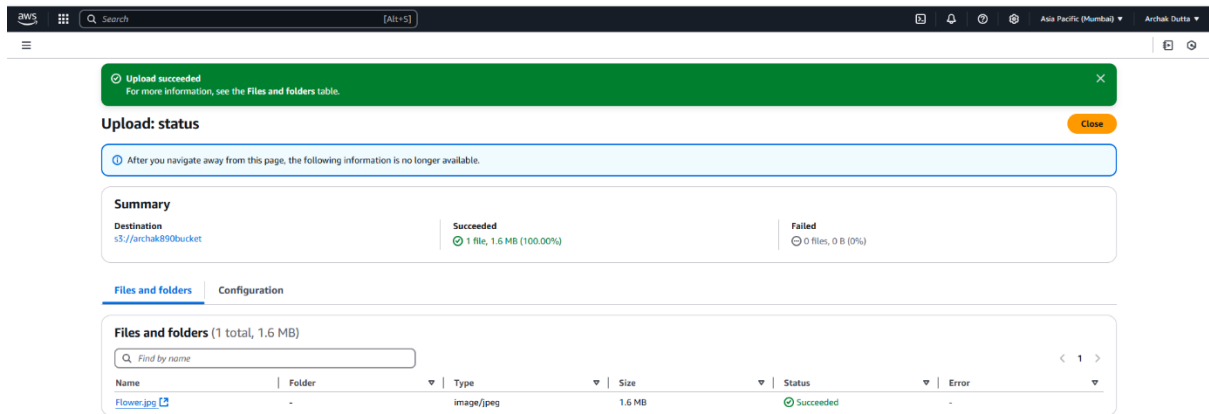 aws Search [Alt+S] Asia Pacific (Mumbai) Archak Dutta
Upload succeeded
For more information, see the Files and folders table.
Upload: status Close
After you navigate away from this page, the following information is no longer available.
Summary
Destination Succeeded Failed
s3://archak890bucket 1 file, 1.6 MB (100.00%) 0 files, 0 B (0%)
Files and folders Configuration
Files and folders (1 total, 1.6 MB)
Find by name 1
Name Folder Type Size Status Error
Flower.jpg - image/jpeg 1.6 MB Succeeded -